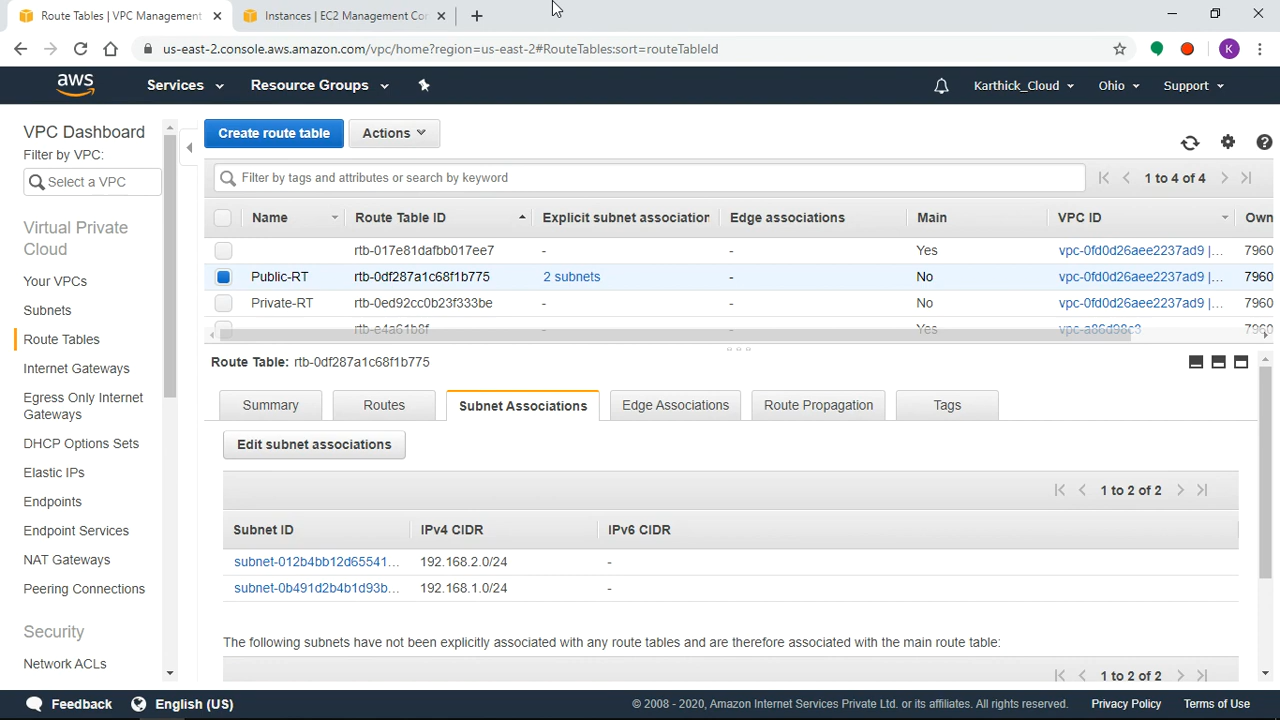 Route Tables | VPC Management
Instances | EC2 Management Co
us-east-2.console.aws.amazon.com/vpc/home?region=us-east-2#RouteTables:sort=routeTableId
K
aws
Services
Resource Groups
Karthick_Cloud
Ohio
Support
VPC Dashboard
Filter by VPC:
Select a VPC
Virtual Private
Cloud
Your VPCs
Subnets
Route Tables
Internet Gateways
Egress Only Internet
Gateways
DHCP Options Sets
Elastic IPs
Endpoints
Endpoint Services
NAT Gateways
Peering Connections
Security
Network ACLs
Create route table
Actions
Filter by tags and attributes or search by keyword
1 to 4 of 4
Name Route Table ID Explicit subnet association Edge associations Main VPC ID Own
rtb-017e81dafbb017ee7 - - Yes vpc-0fd0d26aee2237ad9 |... 7960
Public-RT rtb-0df287a1c68f1b775 2 subnets - No vpc-0fd0d26aee2237ad9 |... 7960
Private-RT rtb-0ed92cc0b23f333be - - No vpc-0fd0d26aee2237ad9 |... 7960
rtb-e4a61b8f - - Yes vpc-a86d98c3 7960
Route Table: rtb-0df287a1c68f1b775
Summary
Routes
Subnet Associations
Edge Associations
Route Propagation
Tags
Edit subnet associations
1 to 2 of 2
Subnet ID IPv4 CIDR IPv6 CIDR
subnet-012b4bb12d65541... 192.168.2.0/24 -
subnet-0b491d2b4b1d93b... 192.168.1.0/24 -
The following subnets have not been explicitly associated with any route tables and are therefore associated with the main route table:
1 to 2 of 2
Feedback
English (US)
© 2008 - 2020, Amazon Internet Services Private Ltd. or its affiliates. All rights reserved.
Privacy Policy
Terms of Use